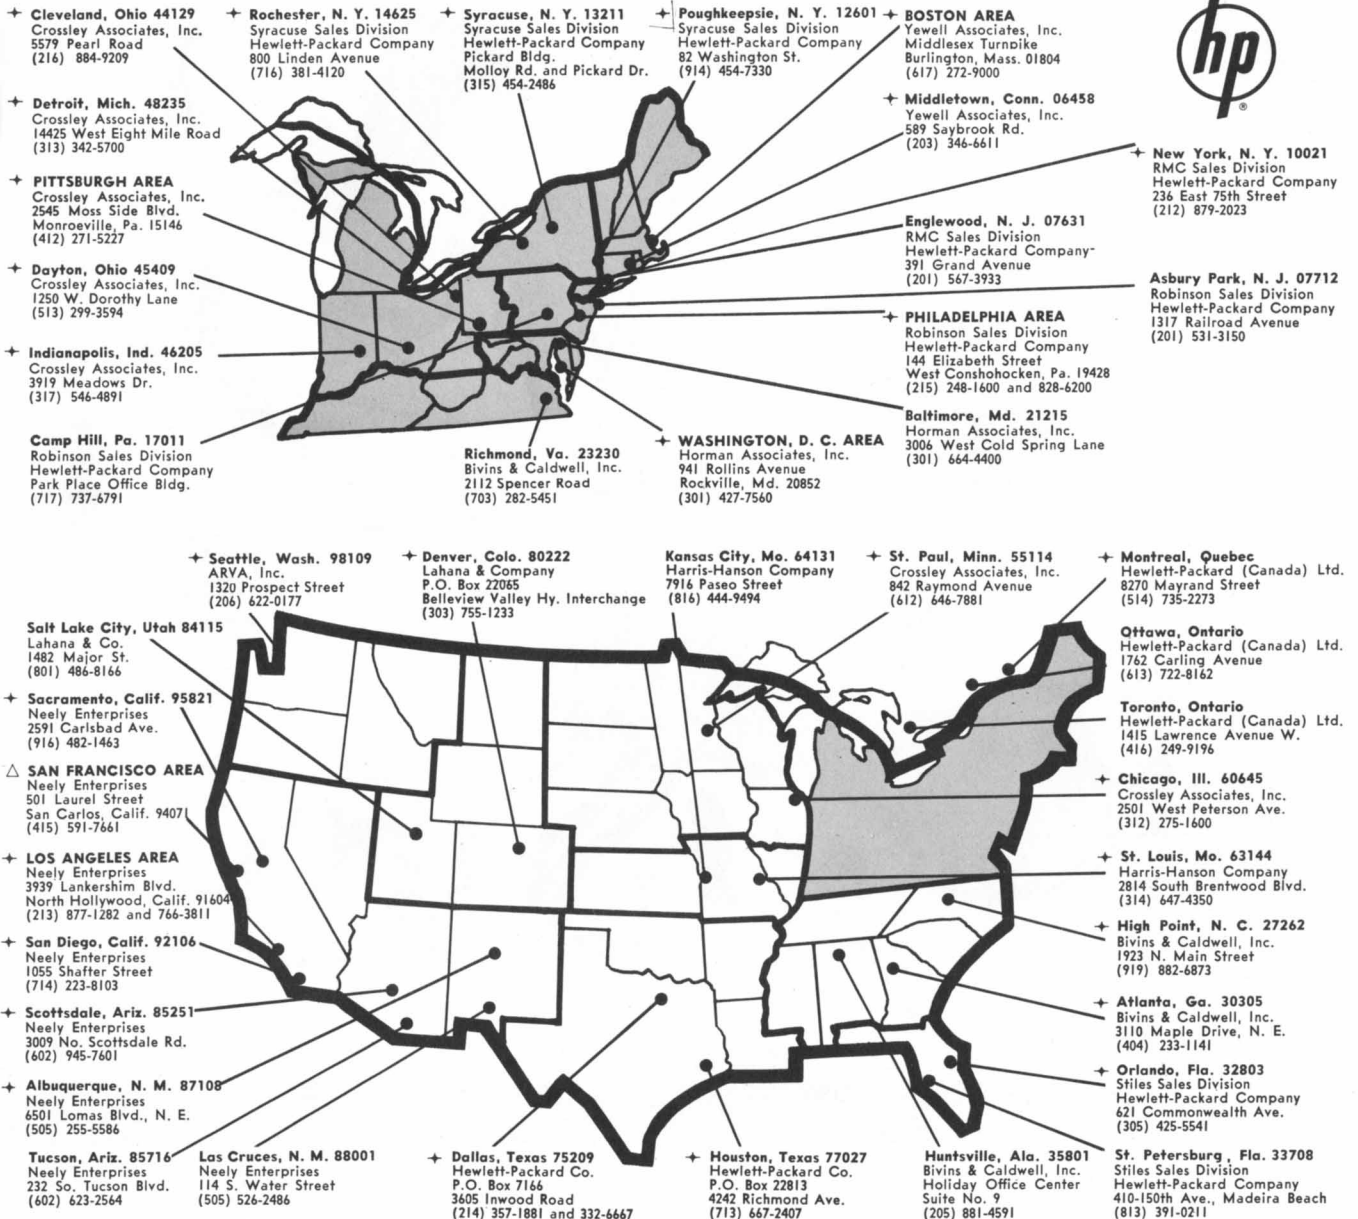 ✦ Cleveland, Ohio 44129
Crossley Associates, Inc.
5579 Pearl Road
(216) 884-9209
✦ Rochester, N. Y. 14625
Syracuse Sales Division
Hewlett-Packard Company
800 Linden Avenue
(716) 381-4120
✦ Syracuse, N. Y. 13211
Syracuse Sales Division
Hewlett-Packard Company
Pickard Bldg.
Molloy Rd. and Pickard Dr.
(315) 454-2486
✦ Poughkeepsie, N. Y. 12601
Syracuse Sales Division
Hewlett-Packard Company
82 Washington St.
(914) 454-7330
✦ BOSTON AREA
Yewell Associates, Inc.
Middlesex Turnpike
Burlington, Mass. 01804
(617) 272-9000
hp
®
✦ Detroit, Mich. 48235
Crossley Associates, Inc.
14425 West Eight Mile Road
(313) 342-5700
✦ Middletown, Conn. 06458
Yewell Associates, Inc.
589 Saybrook Rd.
(203) 346-6611
✦ New York, N. Y. 10021
RMC Sales Division
Hewlett-Packard Company
236 East 75th Street
(212) 879-2023
✦ PITTSBURGH AREA
Crossley Associates, Inc.
2545 Moss Side Blvd.
Monroeville, Pa. 15146
(412) 271-5227
Englewood, N. J. 07631
RMC Sales Division
Hewlett-Packard Company
391 Grand Avenue
(201) 567-3933
✦ Dayton, Ohio 45409
Crossley Associates, Inc.
1250 W. Dorothy Lane
(513) 299-3594
Asbury Park, N. J. 07712
Robinson Sales Division
Hewlett-Packard Company
1317 Railroad Avenue
(201) 531-3150
✦ PHILADELPHIA AREA
Robinson Sales Division
Hewlett-Packard Company
144 Elizabeth Street
West Conshohocken, Pa. 19428
(215) 248-1600 and 828-6200
✦ Indianapolis, Ind. 46205
Crossley Associates, Inc.
3919 Meadows Dr.
(317) 546-4891
Baltimore, Md. 21215
Horman Associates, Inc.
3006 West Cold Spring Lane
(301) 664-4400
Camp Hill, Pa. 17011
Robinson Sales Division
Hewlett-Packard Company
Park Place Office Bldg.
(717) 737-6791
Richmond, Va. 23230
Bivins & Caldwell, Inc.
2112 Spencer Road
(703) 282-5451
✦ WASHINGTON, D. C. AREA
Horman Associates, Inc.
941 Rollins Avenue
Rockville, Md. 20852
(301) 427-7560
✦ Seattle, Wash. 98109
ARVA, Inc.
1320 Prospect Street
(206) 622-0177
✦ Denver, Colo. 80222
Lahana & Company
P.O. Box 22065
Belleview Valley Hy. Interchange
(303) 755-1233
Kansas City, Mo. 64131
Harris-Hanson Company
7916 Paseo Street
(816) 444-9494
✦ St. Paul, Minn. 55114
Crossley Associates, Inc.
842 Raymond Avenue
(612) 646-7881
✦ Montreal, Quebec
Hewlett-Packard (Canada) Ltd.
8270 Mayrand Street
(514) 735-2273
Salt Lake City, Utah 84115
Lahana & Co.
1482 Major St.
(801) 486-8166
Ottawa, Ontario
Hewlett-Packard (Canada) Ltd.
1762 Carling Avenue
(613) 722-8162
✦ Sacramento, Calif. 95821
Neely Enterprises
2591 Carlsbad Ave.
(916) 482-1463
Toronto, Ontario
Hewlett-Packard (Canada) Ltd.
1415 Lawrence Avenue W.
(416) 249-9196
△ SAN FRANCISCO AREA
Neely Enterprises
501 Laurel Street
San Carlos, Calif. 94071
(415) 591-7661
✦ Chicago, Ill. 60645
Crossley Associates, Inc.
2501 West Peterson Ave.
(312) 275-1600
✦ LOS ANGELES AREA
Neely Enterprises
3939 Lankershim Blvd.
North Hollywood, Calif. 91604
(213) 877-1282 and 766-3811
✦ St. Louis, Mo. 63144
Harris-Hanson Company
2814 South Brentwood Blvd.
(314) 647-4350
✦ San Diego, Calif. 92106
Neely Enterprises
1055 Shafter Street
(714) 223-8103
✦ High Point, N. C. 27262
Bivins & Caldwell, Inc.
1923 N. Main Street
(919) 882-6873
✦ Scottsdale, Ariz. 85251
Neely Enterprises
3009 No. Scottsdale Rd.
(602) 945-7601
✦ Atlanta, Ga. 30305
Bivins & Caldwell, Inc.
3110 Maple Drive, N. E.
(404) 233-1141
✦ Albuquerque, N. M. 87108
Neely Enterprises
6501 Lomas Blvd., N. E.
(505) 255-5586
✦ Orlando, Fla. 32803
Stiles Sales Division
Hewlett-Packard Company
621 Commonwealth Ave.
(305) 425-5541
Tucson, Ariz. 85716
Neely Enterprises
232 So. Tucson Blvd.
(602) 623-2564
Las Cruces, N. M. 88001
Neely Enterprises
114 S. Water Street
(505) 526-2486
✦ Dallas, Texas 75209
Hewlett-Packard Co.
P.O. Box 7166
3605 Inwood Road
(214) 357-1881 and 332-6667
✦ Houston, Texas 77027
Hewlett-Packard Co.
P.O. Box 22813
4242 Richmond Ave.
(713) 667-2407
Huntsville, Ala. 35801
Bivins & Caldwell, Inc.
Holiday Office Center
Suite No. 9
(205) 881-4591
St. Petersburg, Fla. 33708
Stiles Sales Division
Hewlett-Packard Company
410-150th Ave., Madeira Beach
(813) 391-0211